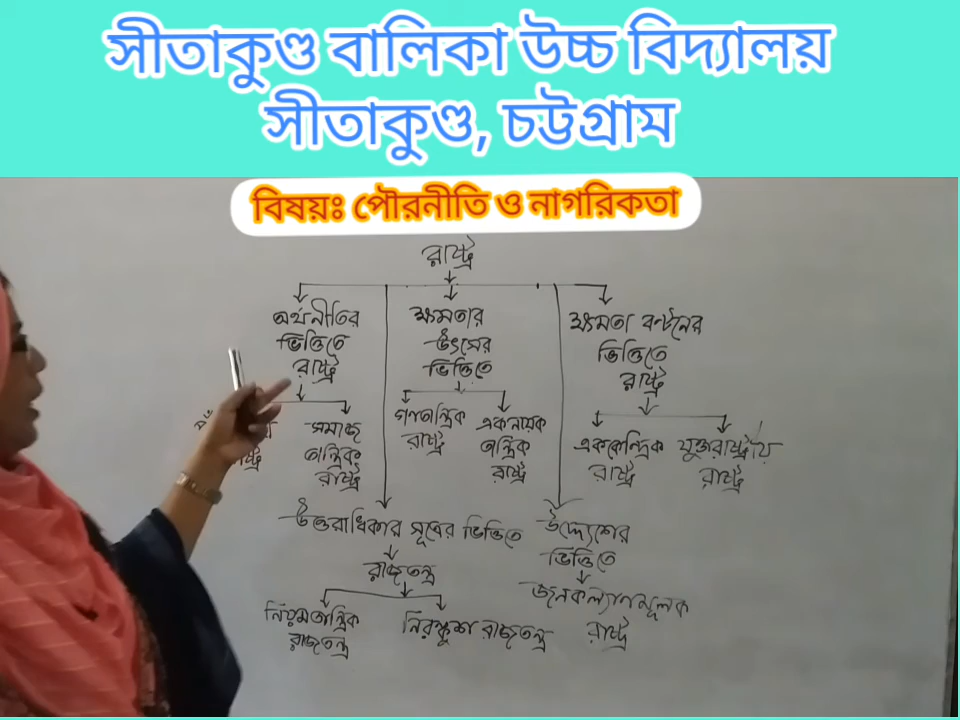 সীতাকুণ্ড বালিকা উচ্চ বিদ্যালয়
সীতাকুণ্ড, চট্টগ্রাম
বিষয়ঃ পৌরনীতি ও নাগরিকতা
রাষ্ট্র
অর্থনীতির
ভিত্তিতে
রাষ্ট্র
সমাজ
তান্ত্রিক
রাষ্ট্র
ক্ষমতার
উৎসের
ভিত্তিতে
গণতান্ত্রিক
রাষ্ট্র
একনায়ক
তান্ত্রিক
রাষ্ট্র
ক্ষমতা বণ্টনের
ভিত্তিতে
রাষ্ট্র
এককেন্দ্রিক
রাষ্ট্র
যুক্তরাষ্ট্রীয়
রাষ্ট্র
উত্তরাধিকার সূত্রের ভিত্তিতে
রাজতন্ত্র
নিয়মতান্ত্রিক
রাজতন্ত্র
নিরঙ্কুশ রাজতন্ত্র
উদ্দেশ্যের
ভিত্তিতে
জনকল্যাণমূলক
রাষ্ট্র